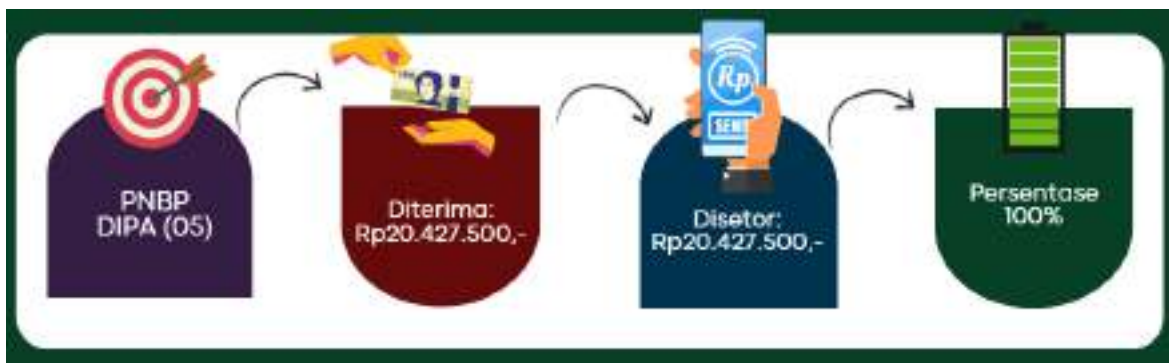 PNBP
DIPA (05)
Diterima:
Rp20.427.500,-
Rp
SEND
Disetor:
Rp20.427.500,-
Persentase
100%